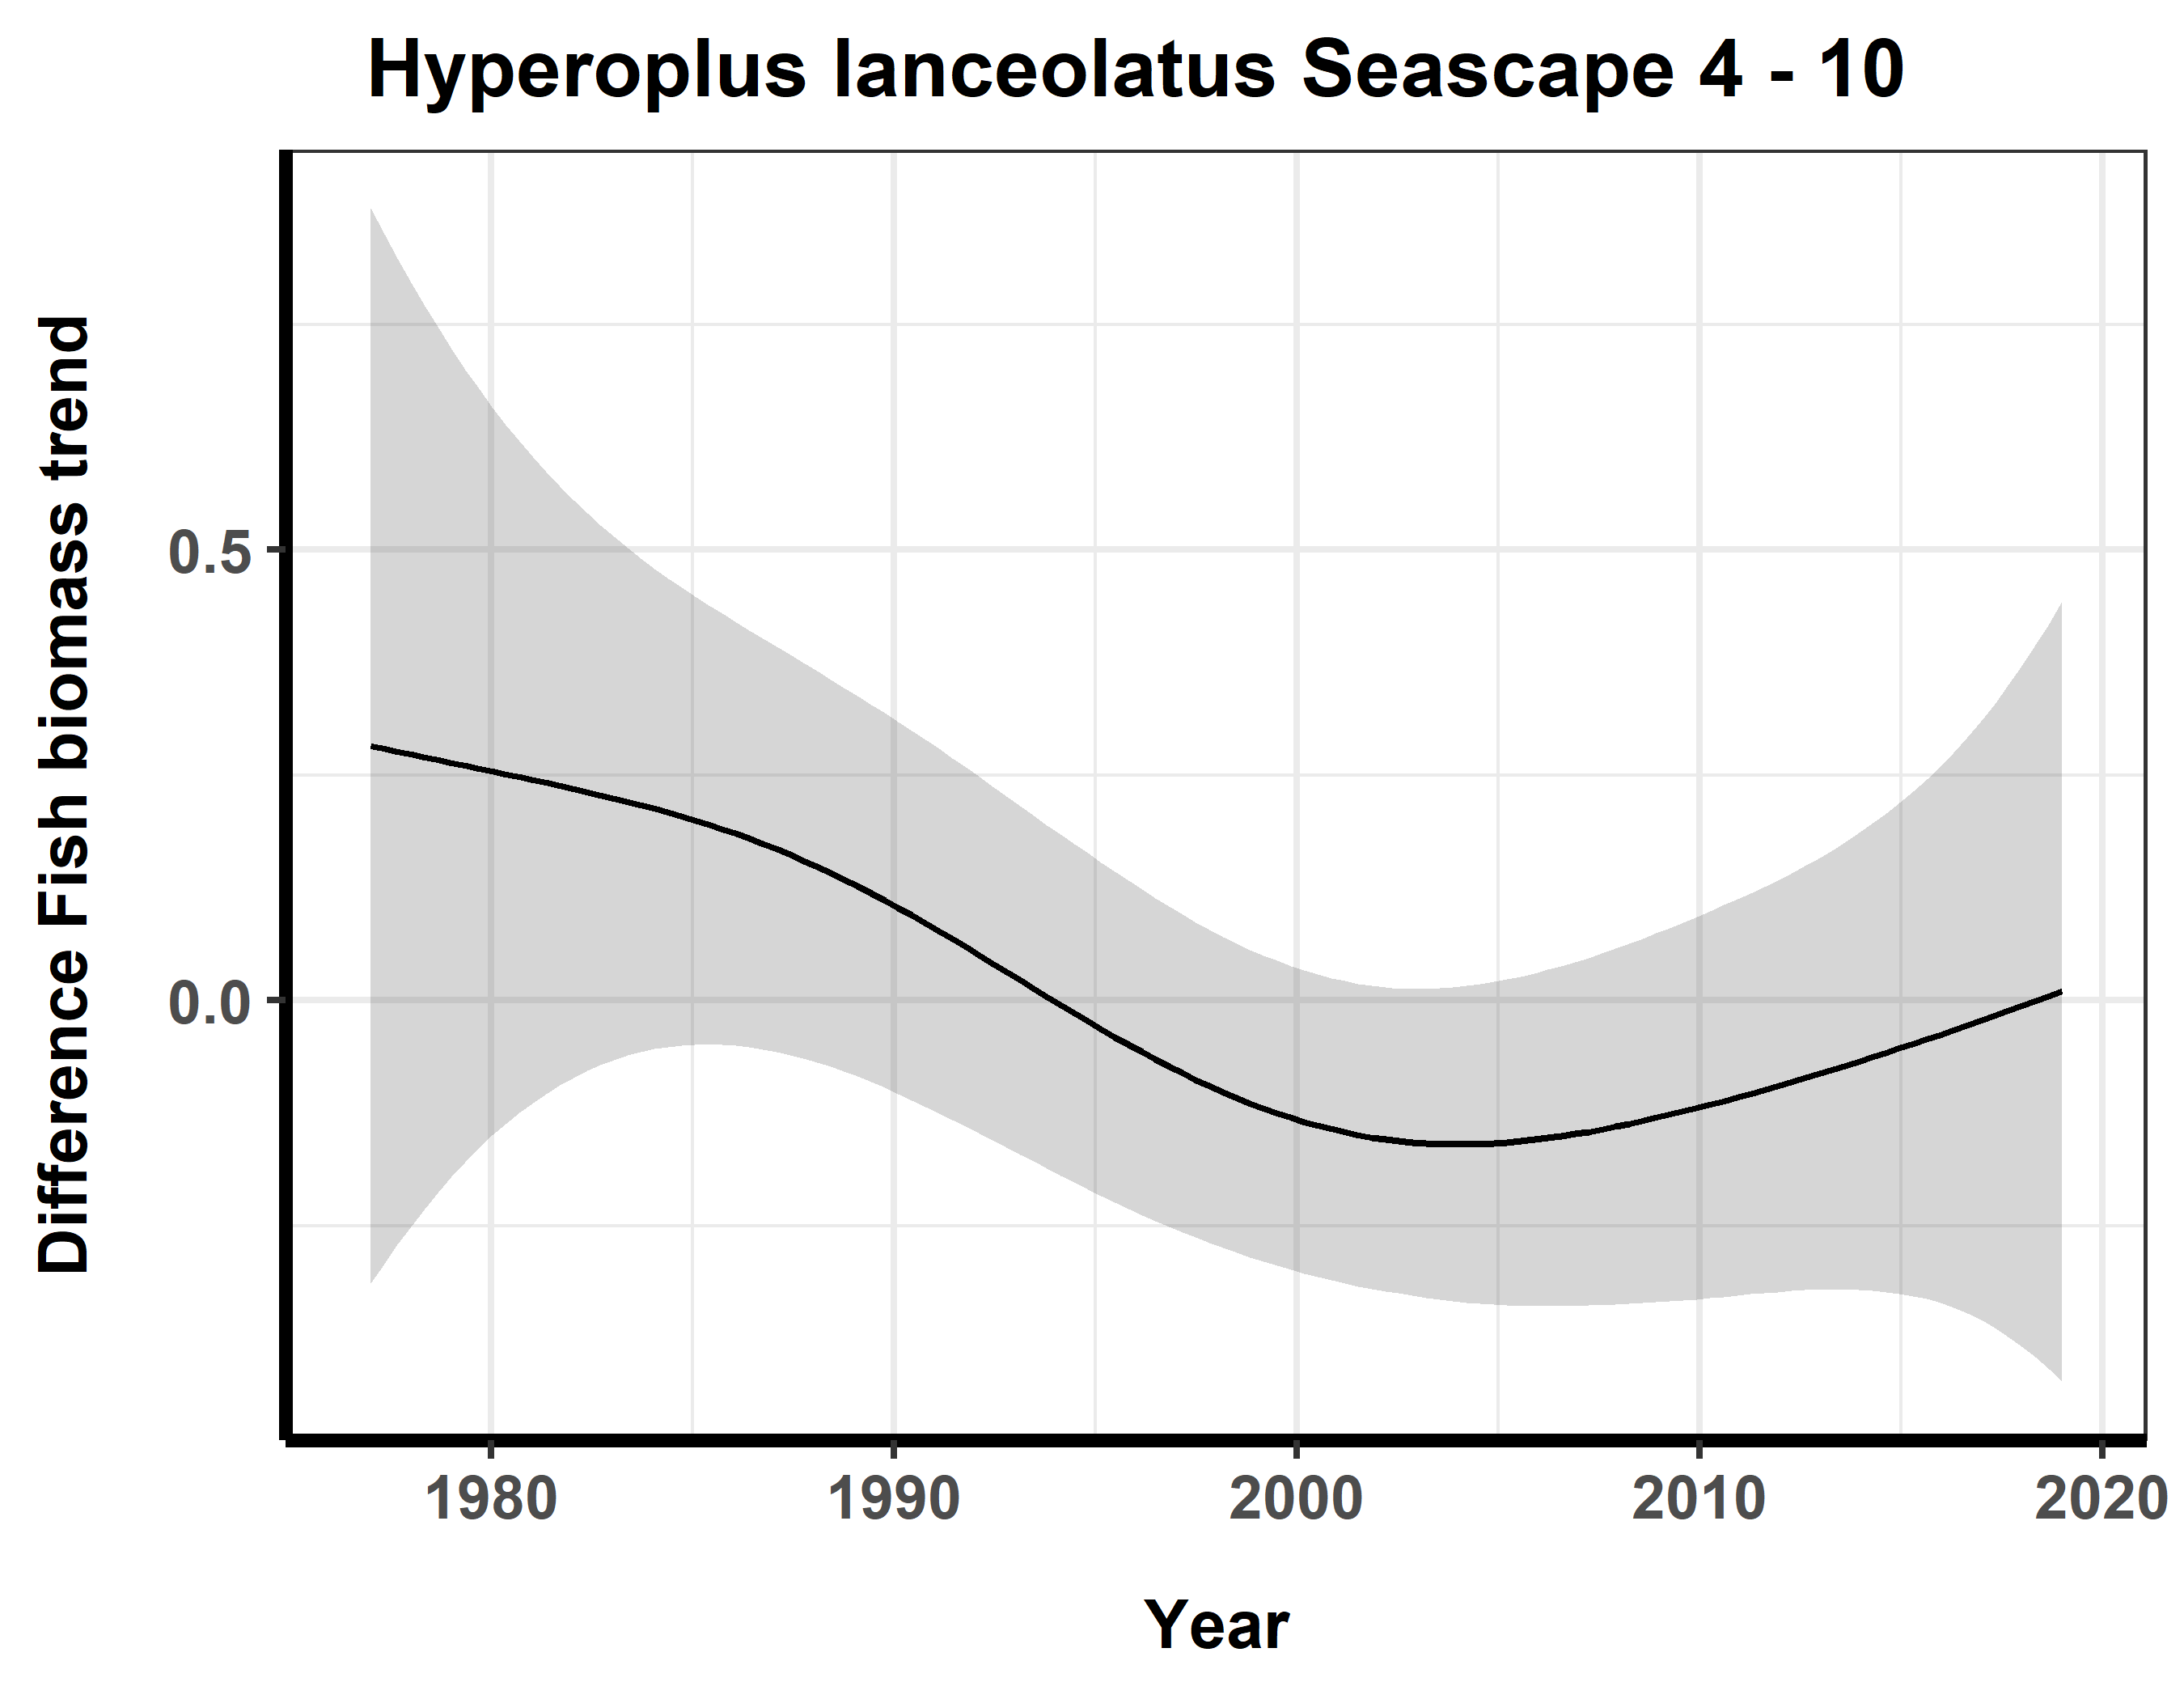 Hyperoplus lanceolatus Seascape 4 - 10
Difference Fish biomass trend
0.5
0.0
1980 1990 2000 2010 2020
Year